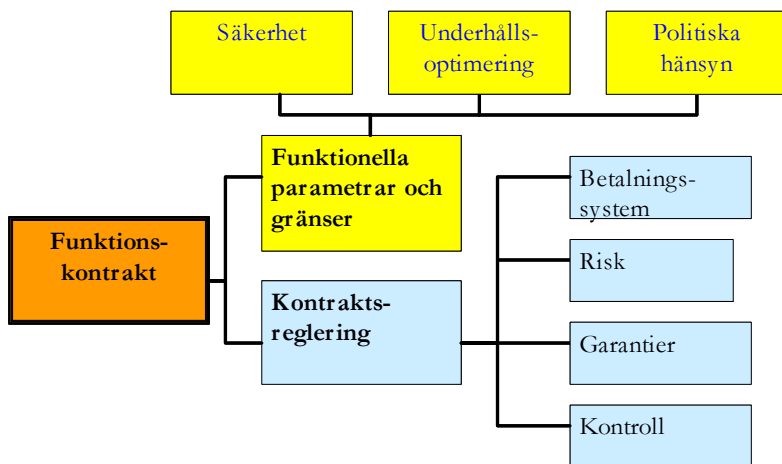 Säkerhet
Underhålls-
optimering
Politiska
hänsyn
Funktionella
parametrar och
gränser
Betalnings-
system
Funktions-
kontrakt
Risk
Kontrakts-
reglering
Garantier
Kontroll